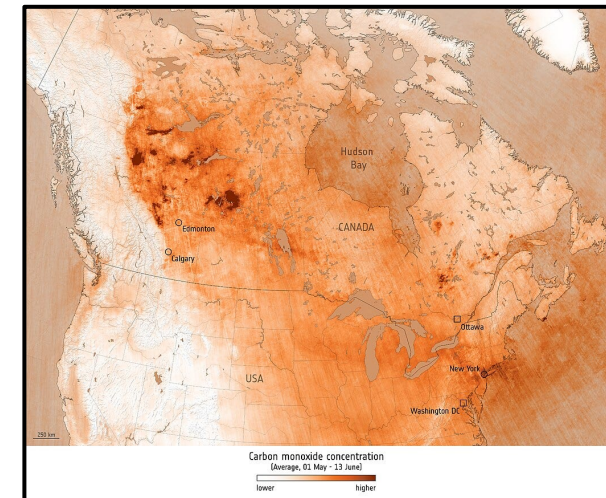 Hudson
Bay
Edmonton
CANADA
Calgary
Ottawa
New York
USA
Washington DC
250 km
Carbon monoxide concentration
(Average, 01 May - 13 June)
lower higher